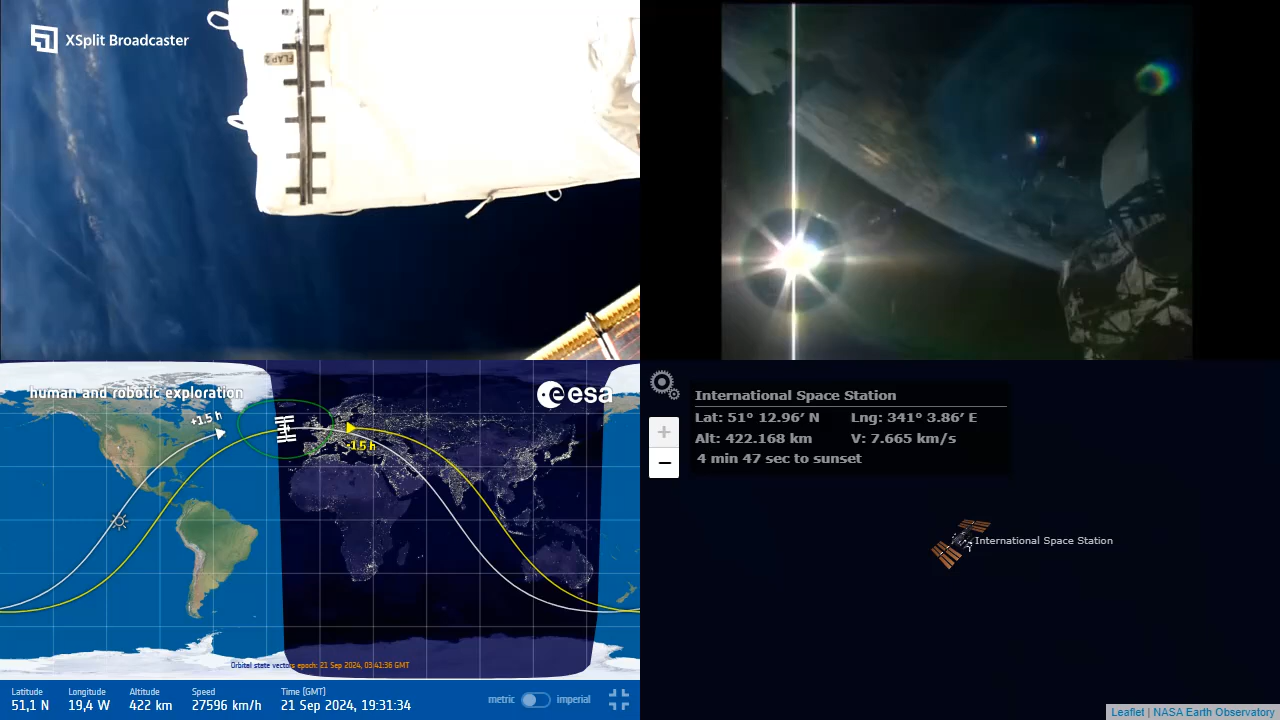 XSplit Broadcaster
FLAP 2
human and robotic exploration
esa
+1.5 h
-1.5 h
Orbital state vectors epoch: 21 Sep 2024, 03:41:36 GMT
Latitude Longitude Altitude Speed Time (GMT)
51,1 N 19,4 W 422 km 27596 km/h 21 Sep 2024, 19:31:34
metric imperial
International Space Station
Lat: 51° 12.96′ N Lng: 341° 3.86′ E
Alt: 422.168 km V: 7.665 km/s
4 min 47 sec to sunset
+
−
International Space Station
Leaflet | NASA Earth Observatory